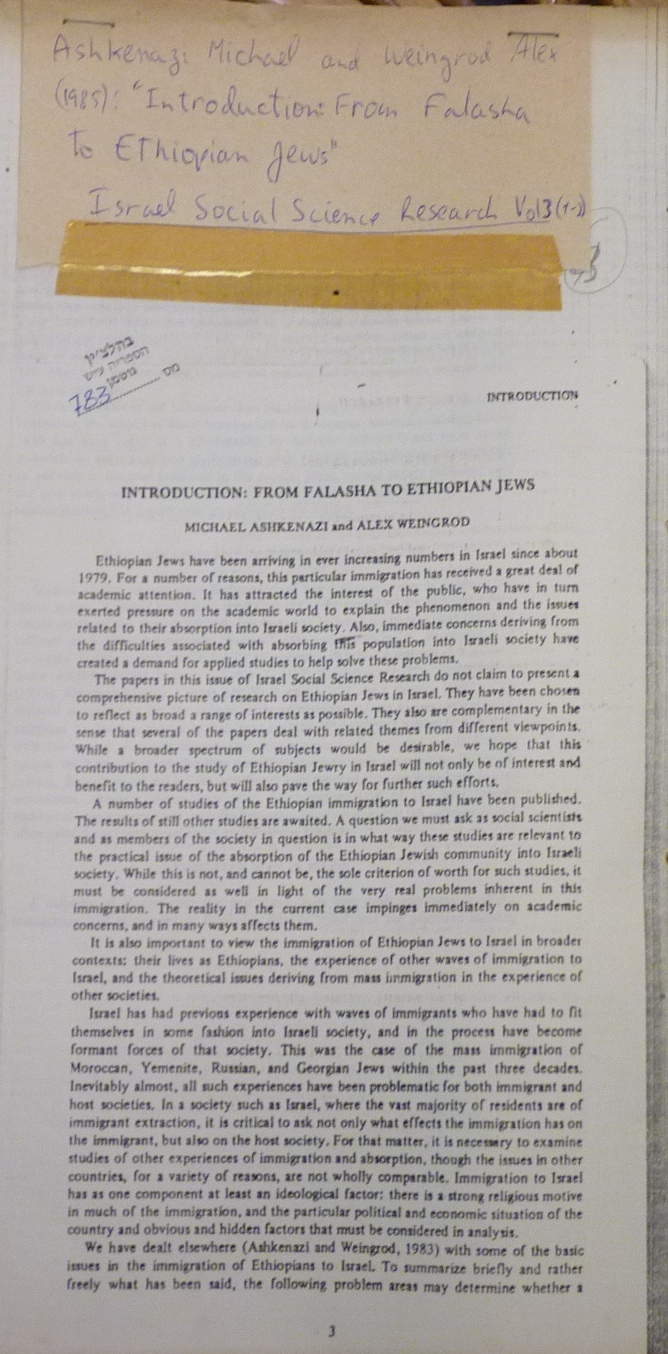 Ashkenazi Michael and Weingrod Alex
(1985): "Introduction: From Falasha
to Ethiopian Jews"
Israel Social Science Research Vol 3 (1-2)
בהלצ״ין
הספריה ע״ש
מס
783
INTRODUCTION
INTRODUCTION: FROM FALASHA TO ETHIOPIAN JEWS
MICHAEL ASHKENAZI and ALEX WEINGROD
Ethiopian Jews have been arriving in ever increasing numbers in Israel since about
1979. For a number of reasons, this particular immigration has received a great deal of
academic attention. It has attracted the interest of the public, who have in turn
exerted pressure on the academic world to explain the phenomenon and the issues
related to their absorption into Israeli society. Also, immediate concerns deriving from
the difficulties associated with absorbing this population into Israeli society have
created a demand for applied studies to help solve these problems.
The papers in this issue of Israel Social Science Research do not claim to present a
comprehensive picture of research on Ethiopian Jews in Israel. They have been chosen
to reflect as broad a range of interests as possible. They also are complementary in the
sense that several of the papers deal with related themes from different viewpoints.
While a broader spectrum of subjects would be desirable, we hope that this
contribution to the study of Ethiopian Jewry in Israel will not only be of interest and
benefit to the readers, but will also pave the way for further such efforts.
A number of studies of the Ethiopian immigration to Israel have been published.
The results of still other studies are awaited. A question we must ask as social scientists
and as members of the society in question is in what way these studies are relevant to
the practical issue of the absorption of the Ethiopian Jewish community into Israeli
society. While this is not, and cannot be, the sole criterion of worth for such studies, it
must be considered as well in light of the very real problems inherent in this
immigration. The reality in the current case impinges immediately on academic
concerns, and in many ways affects them.
It is also important to view the immigration of Ethiopian Jews to Israel in broader
contexts: their lives as Ethiopians, the experience of other waves of immigration to
Israel, and the theoretical issues deriving from mass immigration in the experience of
other societies.
Israel has had previous experience with waves of immigrants who have had to fit
themselves in some fashion into Israeli society, and in the process have become
formant forces of that society. This was the case of the mass immigration of
Moroccan, Yemenite, Russian, and Georgian Jews within the past three decades.
Inevitably almost, all such experiences have been problematic for both immigrant and
host societies. In a society such as Israel, where the vast majority of residents are of
immigrant extraction, it is critical to ask not only what effects the immigration has on
the immigrant, but also on the host society. For that matter, it is necessary to examine
studies of other experiences of immigration and absorption, though the issues in other
countries, for a variety of reasons, are not wholly comparable. Immigration to Israel
has as one component at least an ideological factor: there is a strong religious motive
in much of the immigration, and the particular political and economic situation of the
country and obvious and hidden factors that must be considered in analysis.
We have dealt elsewhere (Ashkenazi and Weingrod, 1983) with some of the basic
issues in the immigration of Ethiopians to Israel. To summarize briefly and rather
freely what has been said, the following problem areas may determine whether a
3